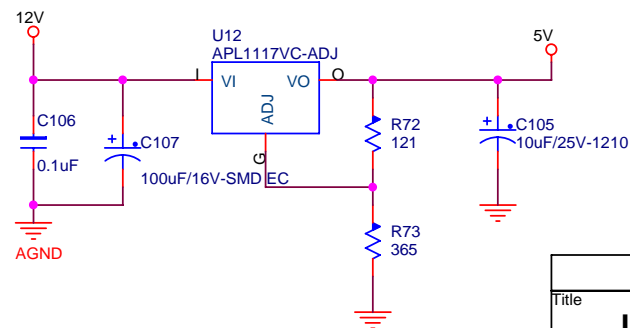 12V
5V
U12
APL1117VC-ADJ
I
VI
VO
O
ADJ
G
C106
0.1uF
C107
100uF/16V-SMD EC
R72
121
C105
10uF/25V-1210
R73
365
AGND
Title